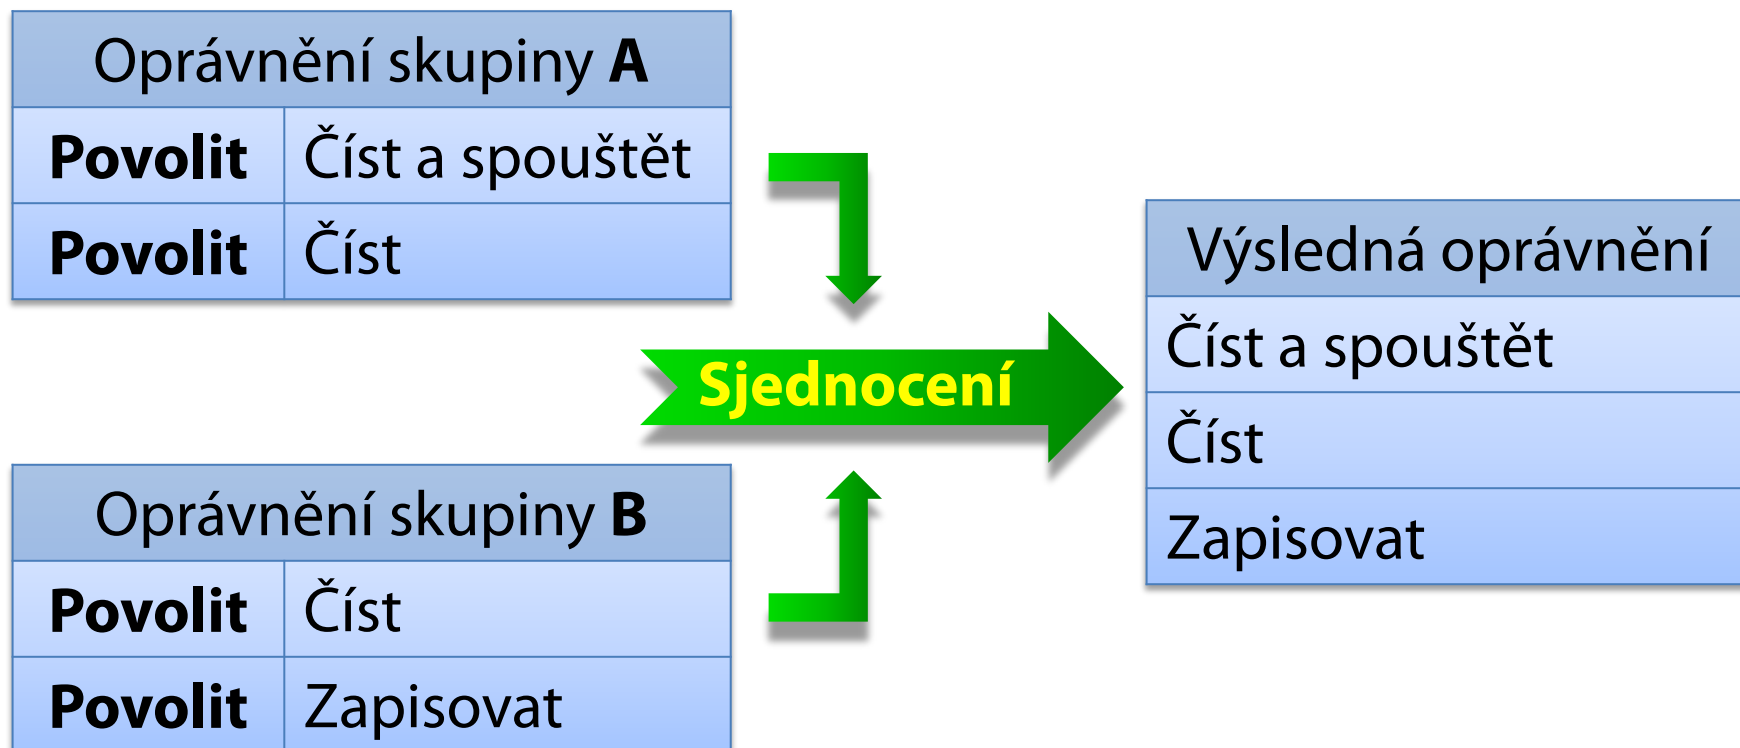 Oprávnění skupiny A
Povolit Číst a spouštět
Povolit Číst
Sjednocení
Oprávnění skupiny B
Povolit Číst
Povolit Zapisovat
Výsledná oprávnění
Číst a spouštět
Číst
Zapisovat